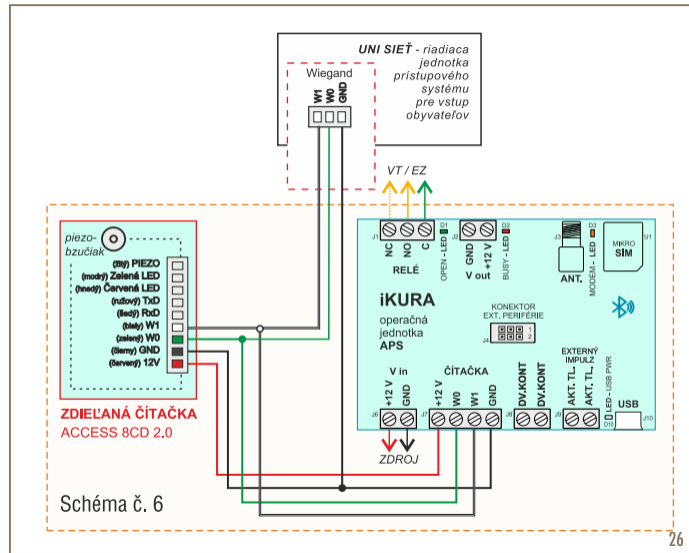 UNI SIEŤ - riadiaca
jednotka
prístupového
systému
pre vstup
obyvateľov
Wiegand
W1
W0
GND
VT / EZ
piezo-
bzučiak
(žltý) PIEZO
(modrý) Zelená LED
(hnedý) Červená LED
(ružový) TxD
(šedý) RxD
(biely) W1
(zelený) W0
(čierny) GND
(červený) 12V
ZDIEĽANÁ ČÍTAČKA
ACCESS 8CD 2.0
J1
NC
NO
C
RELÉ
D1
OPEN - LED
J2
GND
+12 V
V out
D2
BUSY - LED
J3
ANT.
D3
MODEM - LED
U1
MIKRO
SIM
iKURA
operačná
jednotka
APS
KONEKTOR
EXT. PERIFÉRIE
J4
1
2
V in
+12 V
GND
J6
ČÍTAČKA
+12 V
W0
W1
GND
J7
DV.KONT
DV.KONT
J8
EXTERNÝ
IMPULZ
AKT. TL.
AKT. TL.
J9
LED - USB PWR
D10
USB
J10
ZDROJ
Schéma č. 6
26